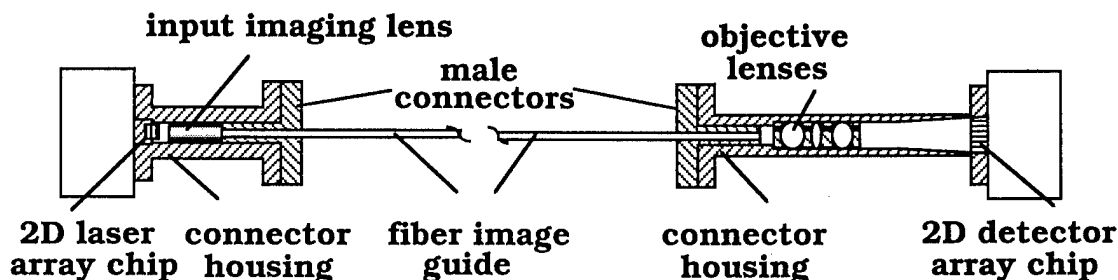 input imaging lens
objective
lenses
male
connectors
2D laser
array chip
connector
housing
fiber image
guide
connector
housing
2D detector
array chip